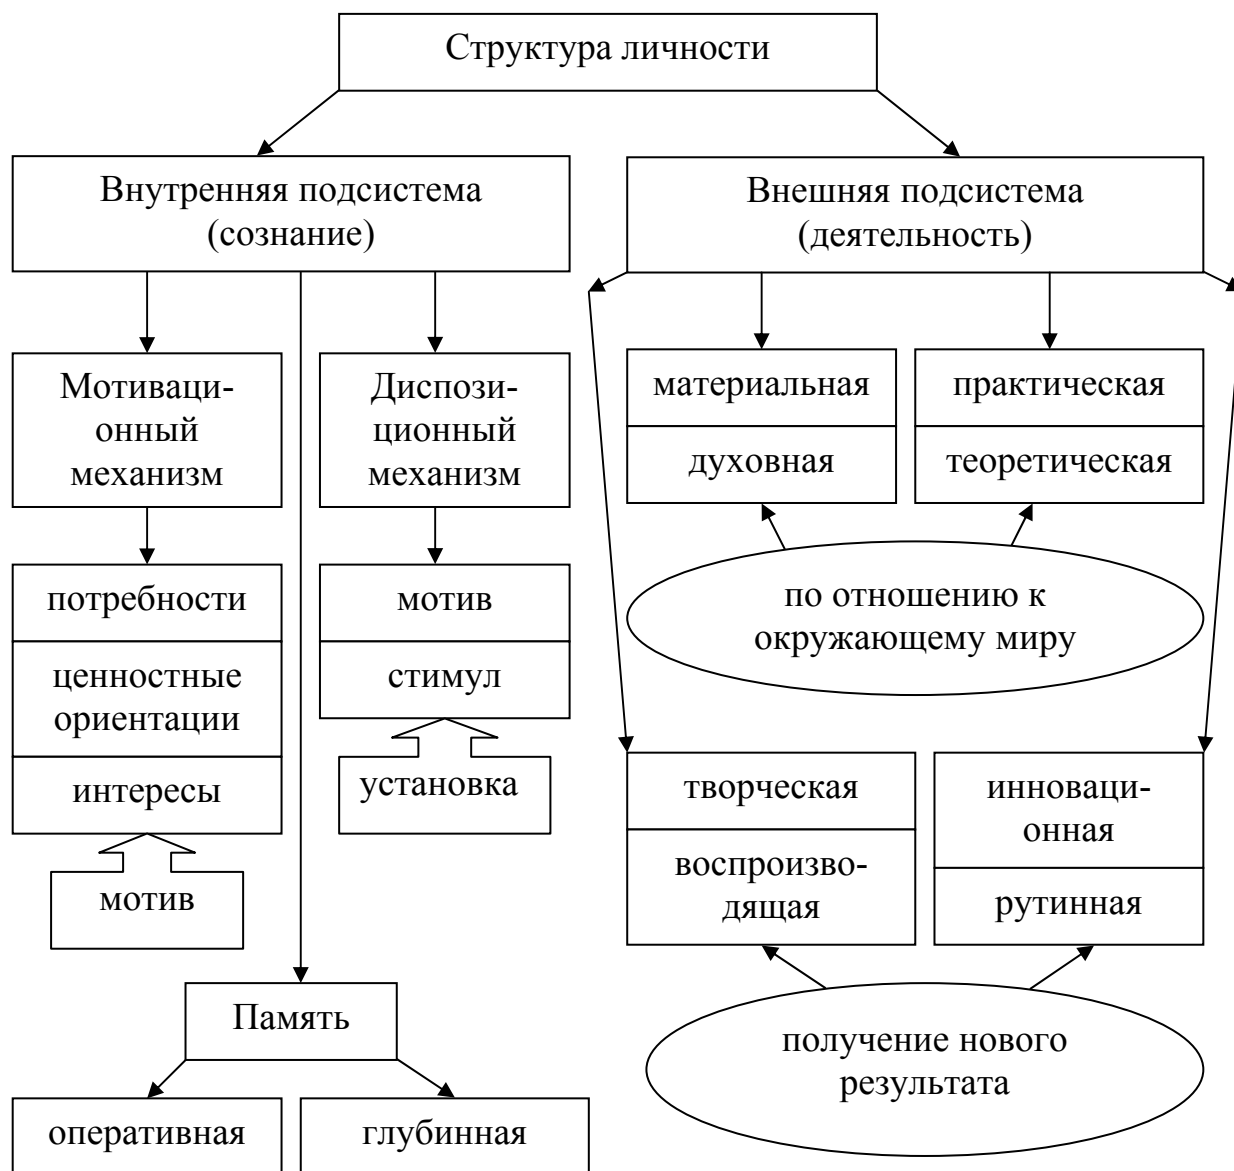 Структура личности
Внутренняя подсистема
(сознание)
Внешняя подсистема
(деятельность)
Мотиваци-
онный
механизм
Диспози-
ционный
механизм
материальная
духовная
практическая
теоретическая
потребности
ценностные
ориентации
интересы
мотив
мотив
стимул
установка
по отношению к
окружающему миру
творческая
воспроизво-
дящая
инноваци-
онная
рутинная
Память
оперативная
глубинная
получение нового
результата